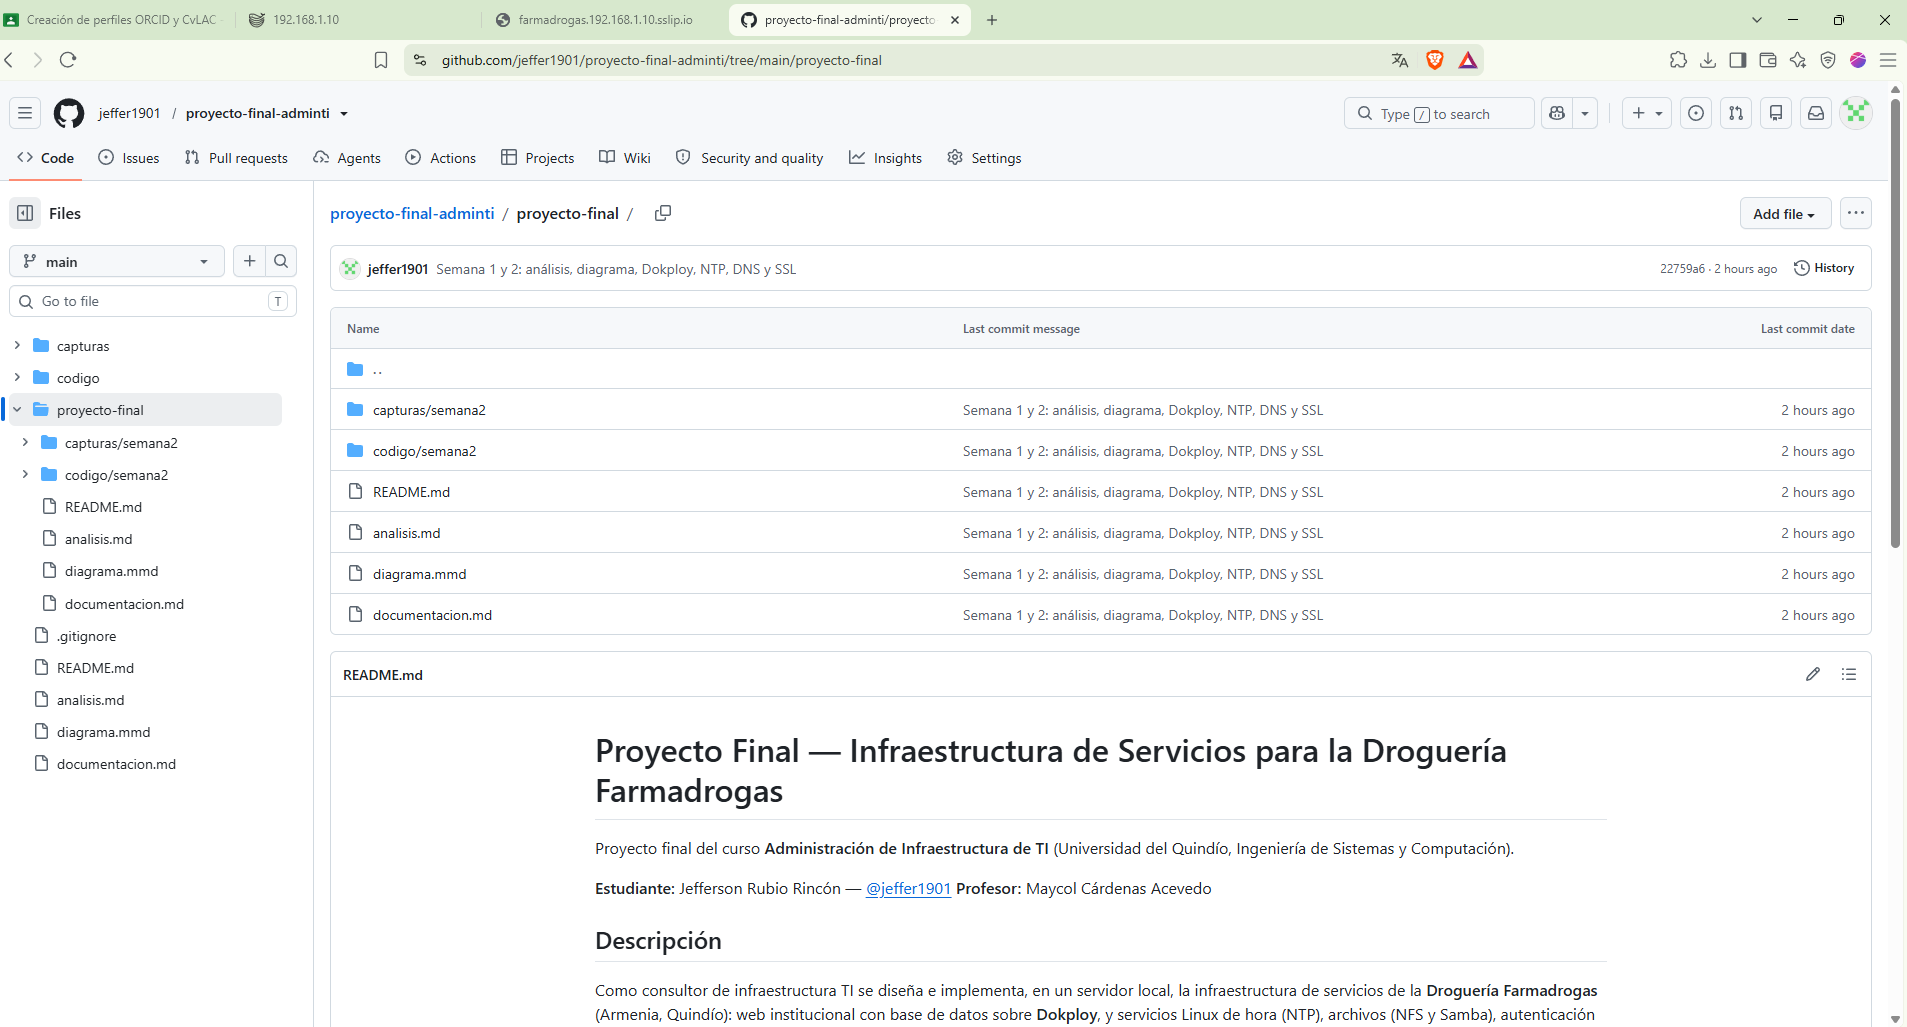 Creación de perfiles ORCID y CvLAC
192.168.1.10
farmadrogas.192.168.1.10.sslip.io
proyecto-final-adminti/proyecto-
github.com/jeffer1901/proyecto-final-adminti/tree/main/proyecto-final
jeffer1901 / proyecto-final-adminti
Type / to search
Code
Issues
Pull requests
Agents
Actions
Projects
Wiki
Security and quality
Insights
Settings
Files
main
Go to file
T
capturas
codigo
proyecto-final
capturas/semana2
codigo/semana2
README.md
analisis.md
diagrama.mmd
documentacion.md
.gitignore
README.md
analisis.md
diagrama.mmd
documentacion.md
proyecto-final-adminti / proyecto-final /
Add file
jeffer1901 Semana 1 y 2: análisis, diagrama, Dokploy, NTP, DNS y SSL
22759a6 · 2 hours ago
History
Name Last commit message Last commit date
..
capturas/semana2 Semana 1 y 2: análisis, diagrama, Dokploy, NTP, DNS y SSL 2 hours ago
codigo/semana2 Semana 1 y 2: análisis, diagrama, Dokploy, NTP, DNS y SSL 2 hours ago
README.md Semana 1 y 2: análisis, diagrama, Dokploy, NTP, DNS y SSL 2 hours ago
analisis.md Semana 1 y 2: análisis, diagrama, Dokploy, NTP, DNS y SSL 2 hours ago
diagrama.mmd Semana 1 y 2: análisis, diagrama, Dokploy, NTP, DNS y SSL 2 hours ago
documentacion.md Semana 1 y 2: análisis, diagrama, Dokploy, NTP, DNS y SSL 2 hours ago
README.md
Proyecto Final — Infraestructura de Servicios para la Droguería
Farmadrogas
Proyecto final del curso Administración de Infraestructura de TI (Universidad del Quindío, Ingeniería de Sistemas y Computación).
Estudiante: Jefferson Rubio Rincón — @jeffer1901 Profesor: Maycol Cárdenas Acevedo
Descripción
Como consultor de infraestructura TI se diseña e implementa, en un servidor local, la infraestructura de servicios de la Droguería Farmadrogas
(Armenia, Quindío): web institucional con base de datos sobre Dokploy, y servicios Linux de hora (NTP), archivos (NFS y Samba), autenticación